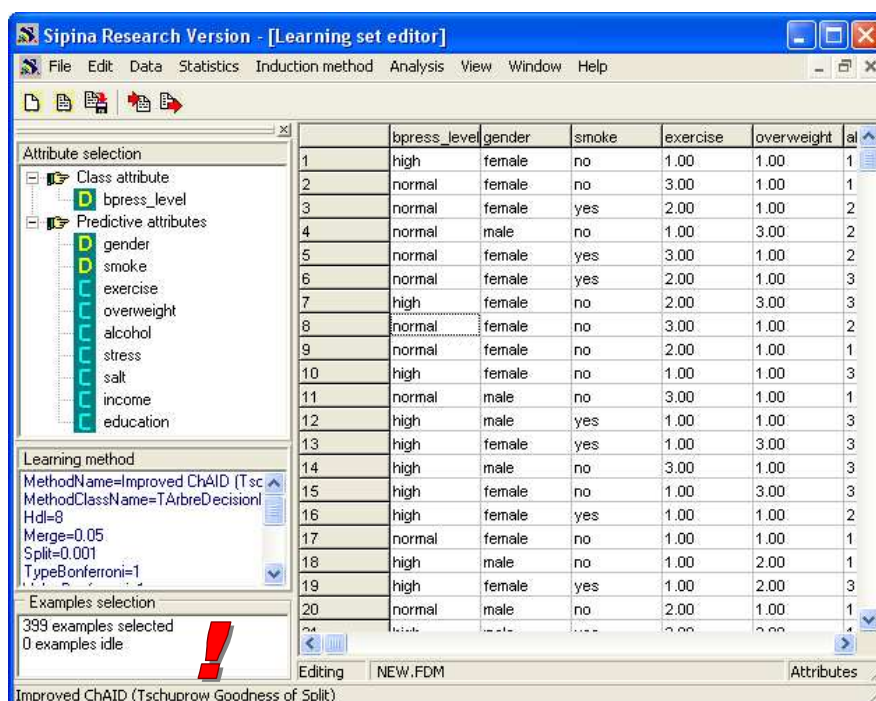 Sipina Research Version - [Learning set editor]
File Edit Data Statistics Induction method Analysis View Window Help
Attribute selection
Class attribute
bpress_level
Predictive attributes
gender
smoke
exercise
overweight
alcohol
stress
salt
income
education
Learning method
MethodName=Improved ChAID (Tsc
MethodClassName=TArbreDecisionI
Hdl=8
Merge=0.05
Split=0.001
TypeBonferroni=1
Examples selection
399 examples selected
0 examples idle
!
bpress_level gender smoke exercise overweight al
1 high female no 1.00 1.00 1
2 normal female no 3.00 1.00 1
3 normal female yes 2.00 1.00 2
4 normal male no 1.00 3.00 2
5 normal female yes 3.00 1.00 2
6 normal female yes 2.00 1.00 3
7 high female no 2.00 3.00 3
8 normal female no 3.00 1.00 2
9 normal female no 2.00 1.00 1
10 high female no 1.00 1.00 3
11 normal male no 3.00 1.00 1
12 high male yes 1.00 1.00 3
13 high female yes 1.00 3.00 3
14 high male no 3.00 1.00 3
15 high female no 1.00 3.00 3
16 high female yes 1.00 1.00 2
17 normal female no 1.00 1.00 1
18 high male no 1.00 2.00 1
19 high female yes 1.00 2.00 3
20 normal male no 2.00 1.00 1
Editing NEW.FDM Attributes
Improved ChAID (Tschuprow Goodness of Split)